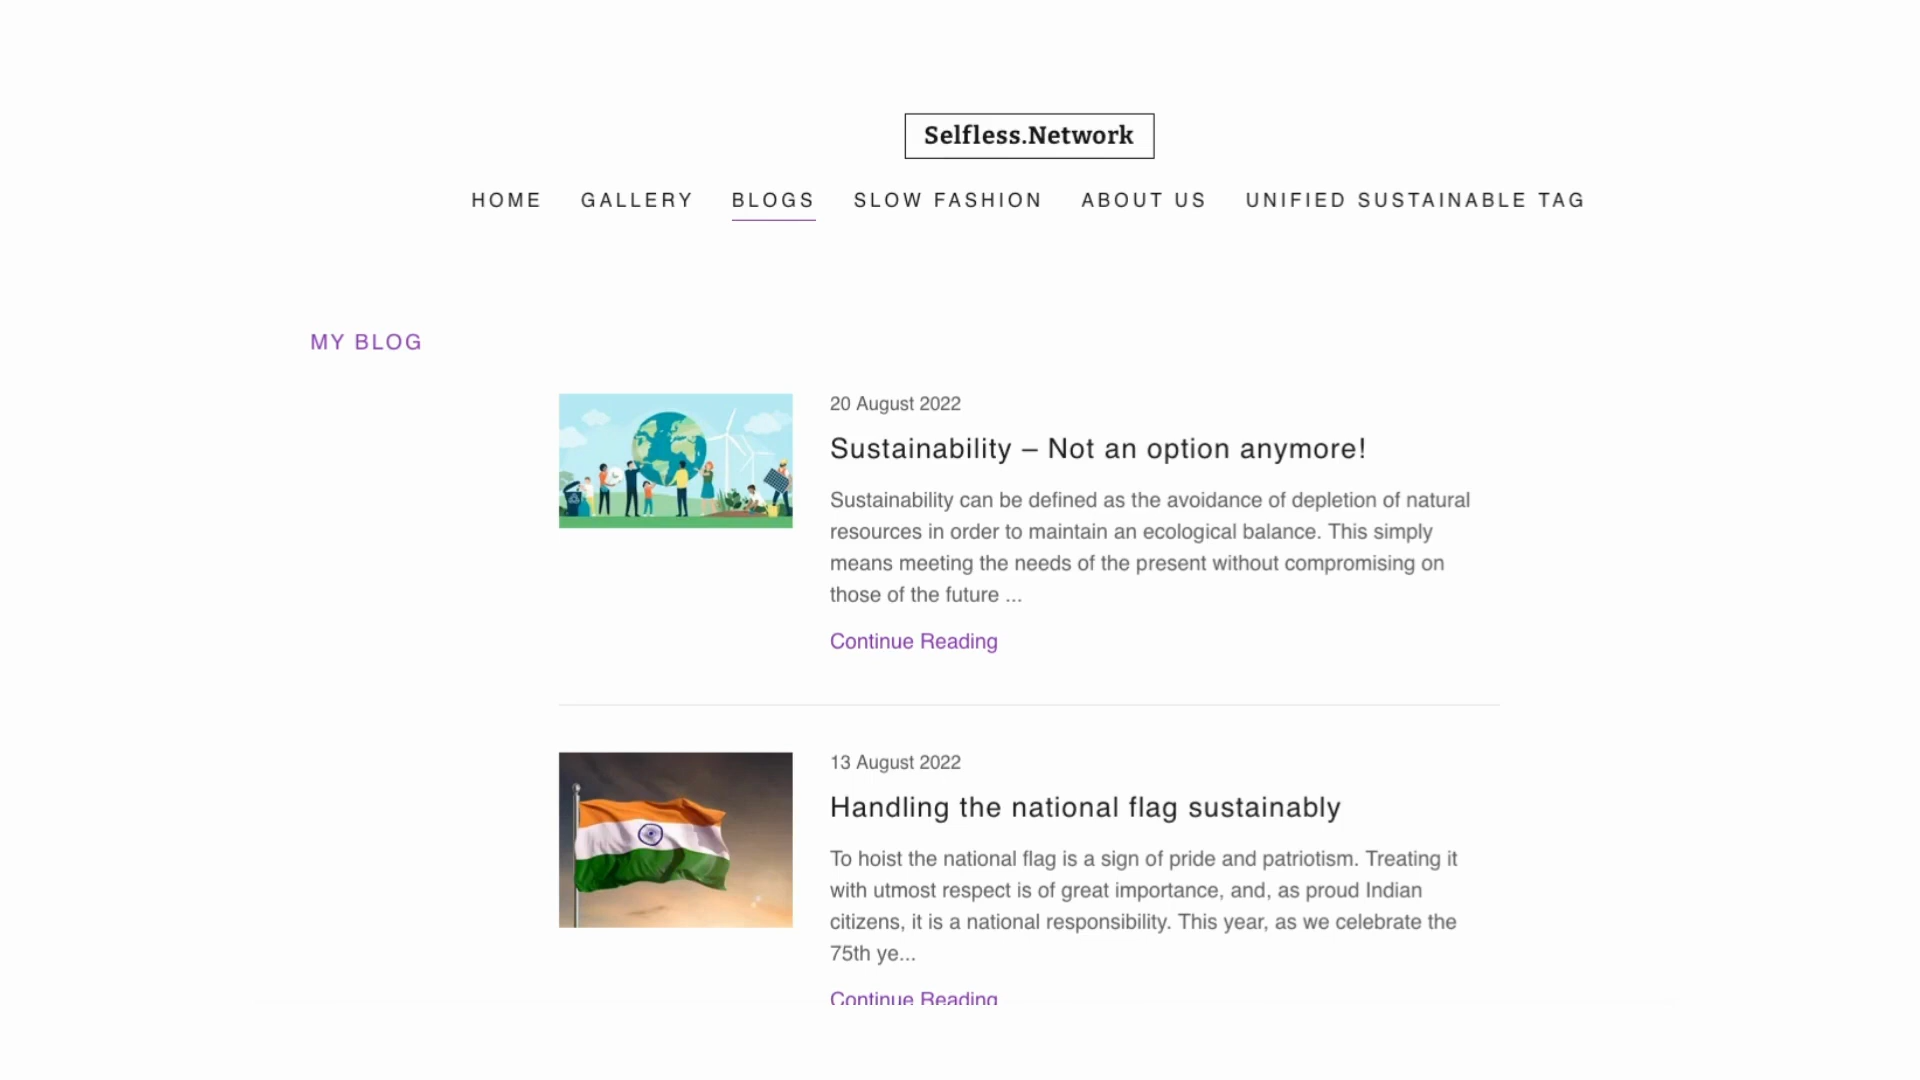 Selfless.Network
HOME GALLERY BLOGS SLOW FASHION ABOUT US UNIFIED SUSTAINABLE TAG
MY BLOG
20 August 2022
Sustainability – Not an option anymore!
Sustainability can be defined as the avoidance of depletion of natural
resources in order to maintain an ecological balance. This simply
means meeting the needs of the present without compromising on
those of the future ...
Continue Reading
13 August 2022
Handling the national flag sustainably
To hoist the national flag is a sign of pride and patriotism. Treating it
with utmost respect is of great importance, and, as proud Indian
citizens, it is a national responsibility. This year, as we celebrate the
75th ye...
Continue Reading